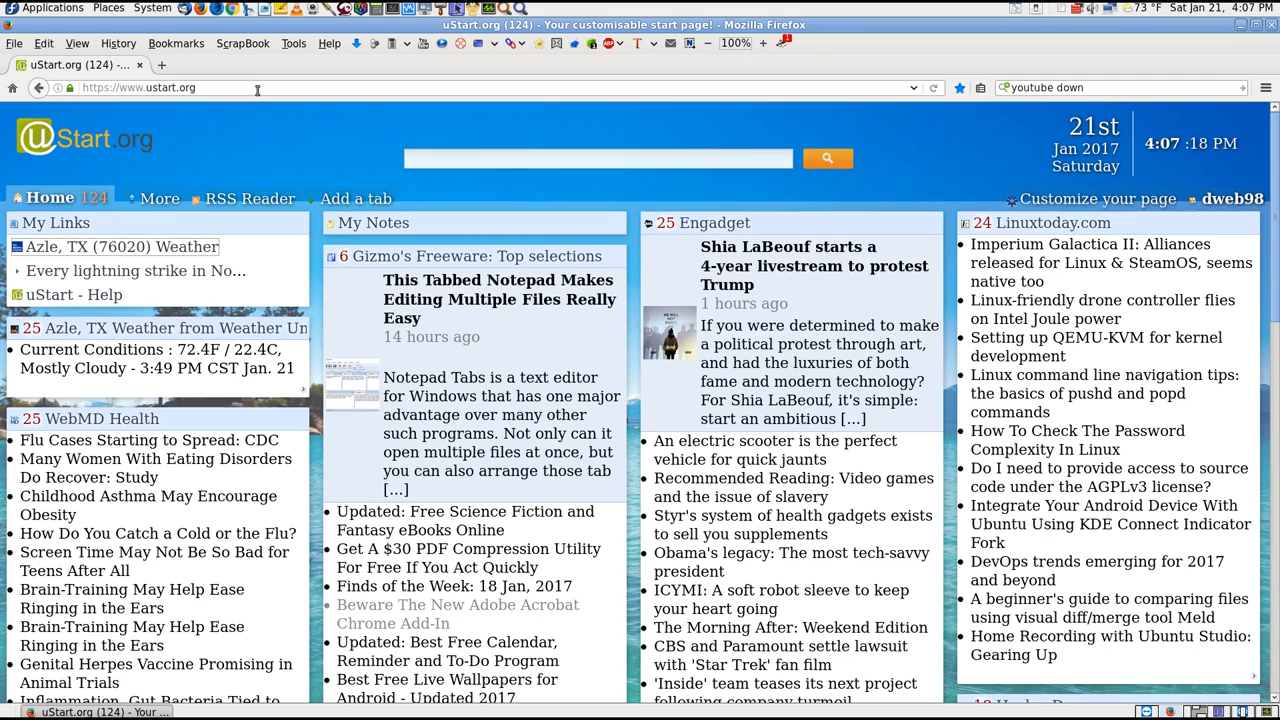 Applications Places System 73 °F Sat Jan 21, 4:07 PM
uStart.org (124) - Your customisable start page! - Mozilla Firefox
File Edit View History Bookmarks ScrapBook Tools Help 100%
uStart.org (124) -...
https://www.ustart.org
youtube down
uStart.org
21st
Jan 2017
Saturday
4:07 :18 PM
Home 124 More RSS Reader Add a tab Customize your page dweb98
My Links
Azle, TX (76020) Weather
Every lightning strike in No...
uStart - Help
25 Azle, TX Weather from Weather Un
Current Conditions : 72.4F / 22.4C,
Mostly Cloudy - 3:49 PM CST Jan. 21
25 WebMD Health
Flu Cases Starting to Spread: CDC
Many Women With Eating Disorders
Do Recover: Study
Childhood Asthma May Encourage
Obesity
How Do You Catch a Cold or the Flu?
Screen Time May Not Be So Bad for
Teens After All
Brain-Training May Help Ease
Ringing in the Ears
Brain-Training May Help Ease
Ringing in the Ears
Genital Herpes Vaccine Promising in
Animal Trials
My Notes
6 Gizmo's Freeware: Top selections
This Tabbed Notepad Makes
Editing Multiple Files Really
Easy
14 hours ago
Notepad Tabs is a text editor
for Windows that has one major
advantage over many other
such programs. Not only can it
open multiple files at once, but
you can also arrange those tab
[...]
Updated: Free Science Fiction and
Fantasy eBooks Online
Get A $30 PDF Compression Utility
For Free If You Act Quickly
Finds of the Week: 18 Jan, 2017
Beware The New Adobe Acrobat
Chrome Add-In
Updated: Best Free Calendar,
Reminder and To-Do Program
Best Free Live Wallpapers for
Android - Updated 2017
25 Engadget
Shia LaBeouf starts a
4-year livestream to protest
Trump
1 hours ago
If you were determined to make
a political protest through art,
and had the luxuries of both
fame and modern technology?
For Shia LaBeouf, it's simple:
start an ambitious [...]
An electric scooter is the perfect
vehicle for quick jaunts
Recommended Reading: Video games
and the issue of slavery
Styr's system of health gadgets exists
to sell you supplements
Obama's legacy: The most tech-savvy
president
ICYMI: A soft robot sleeve to keep
your heart going
The Morning After: Weekend Edition
CBS and Paramount settle lawsuit
with 'Star Trek' fan film
'Inside' team teases its next project
following company turmoil
24 Linuxtoday.com
Imperium Galactica II: Alliances
released for Linux & SteamOS, seems
native too
Linux-friendly drone controller flies
on Intel Joule power
Setting up QEMU-KVM for kernel
development
Linux command line navigation tips:
the basics of pushd and popd
commands
How To Check The Password
Complexity In Linux
Do I need to provide access to source
code under the AGPLv3 license?
Integrate Your Android Device With
Ubuntu Using KDE Connect Indicator
Fork
DevOps trends emerging for 2017
and beyond
A beginner's guide to comparing files
using visual diff/merge tool Meld
Home Recording with Ubuntu Studio:
Gearing Up
uStart.org (124) - Your ...